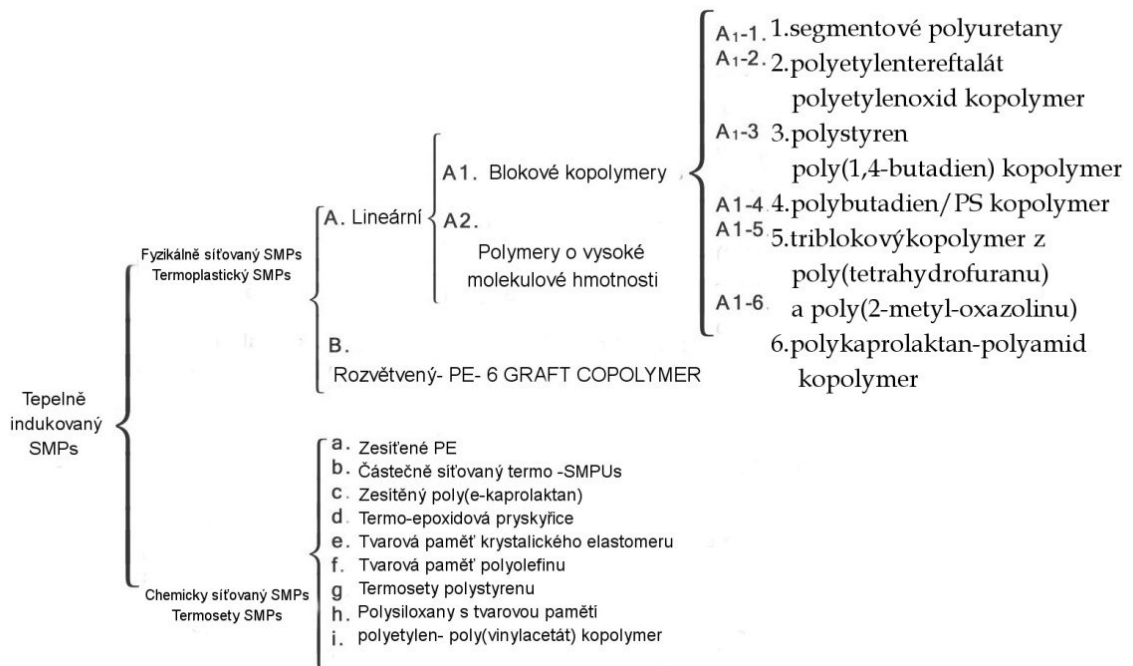 Tepelně
indukovaný
SMPs
Fyzikálně síťovaný SMPs
Termoplastický SMPs
A. Lineární
A1. Blokové kopolymery
A1-1. 1.segmentové polyuretany
A1-2. 2.polyetylentereftalát
polyetylenoxid kopolymer
A1-3 3.polystyren
poly(1,4-butadien) kopolymer
A1-4. 4.polybutadien/PS kopolymer
A1-5. 5.triblokovýkopolymer z
poly(tetrahydrofuranu)
A1-6. a poly(2-metyl-oxazolinu)
6.polykaprolaktan-polyamid
kopolymer
A2.
Polymery o vysoké
molekulové hmotnosti
B.
Rozvětvený- PE- 6 GRAFT COPOLYMER
Chemicky síťovaný SMPs
Termosety SMPs
a. Zesíťené PE
b. Částečně síťovaný termo -SMPUs
c. Zesitěný poly(e-kaprolaktan)
d. Termo-epoxidová pryskyřice
e. Tvarová paměť krystalického elastomeru
f. Tvarová paměť polyolefinu
g Termosety polystyrenu
h. Polysiloxany s tvarovou pamětí
i. polyetylen- poly(vinylacetát) kopolymer